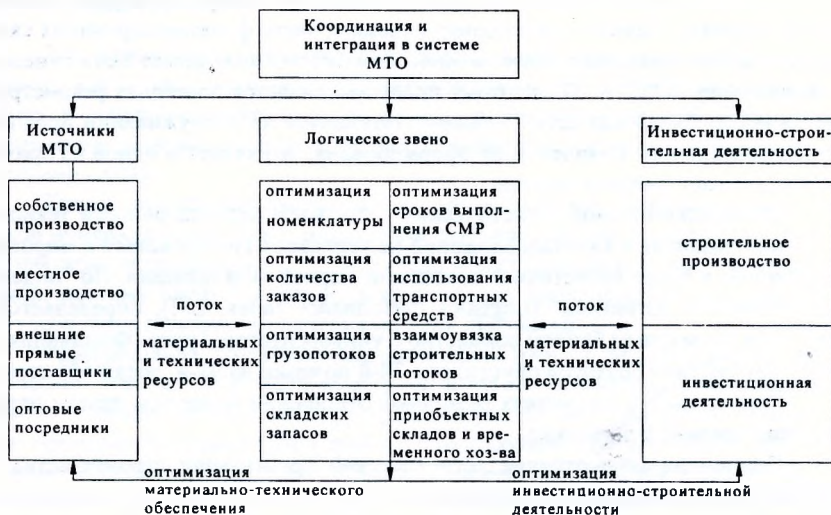 Координация и
интеграция в системе
МТО
Источники
МТО
Логическое звено
Инвестиционно-строи-
тельная деятельность
собственное
производство
местное
производство
внешние
прямые
поставщики
оптовые
посредники
поток
материальных
и технических
ресурсов
оптимизация
номенклатуры
оптимизация
количества
заказов
оптимизация
грузопотоков
оптимизация
складских
запасов
оптимизация
сроков выпол-
нения СМР
оптимизация
использования
транспортных
средств
взаимоувязка
строительных
потоков
оптимизация
приобъектных
складов и вре-
менного хоз-ва
поток
материальных
и технических
ресурсов
строительное
производство
инвестиционная
деятельность
оптимизация
материально-технического
обеспечения
оптимизация
инвестиционно-строительной
деятельности